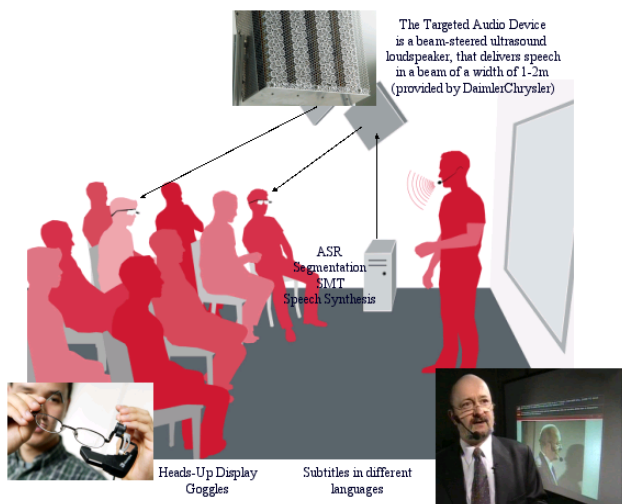 The Targeted Audio Device
is a beam-steered ultrasound
loudspeaker, that delivers speech
in a beam of a width of 1-2m
(provided by DaimlerChrysler)
ASR
Segmentation
SMT
Speech Synthesis
Heads-Up Display
Goggles
Subtitles in different
languages